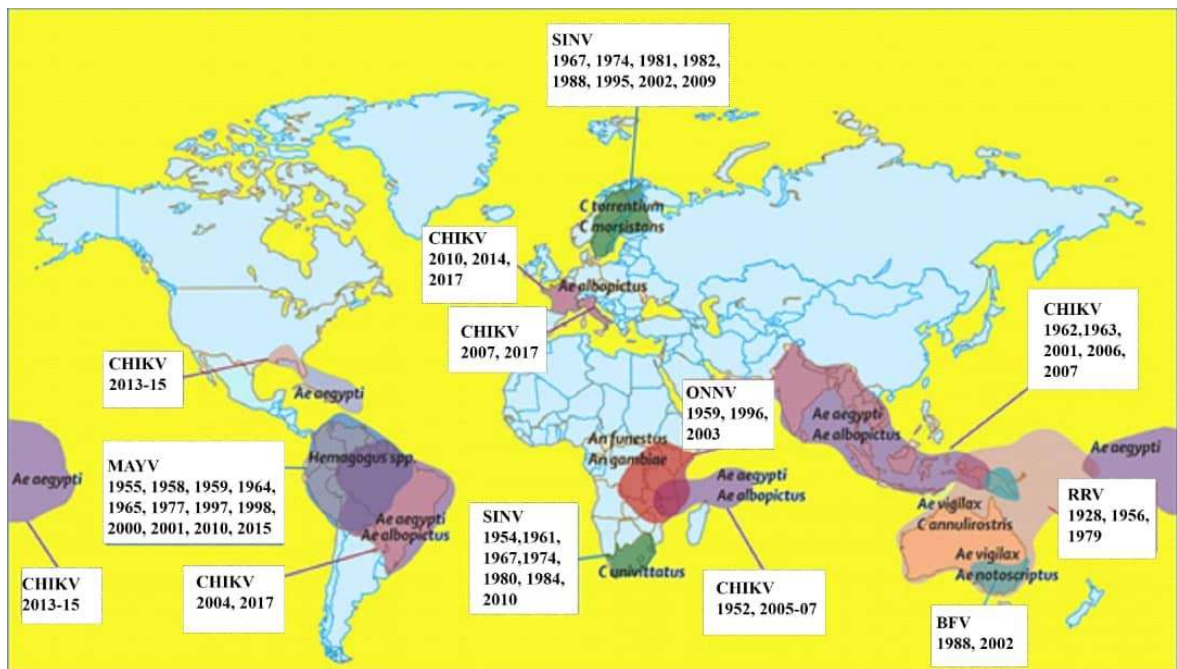 SINV
1967, 1974, 1981, 1982,
1988, 1995, 2002, 2009
C torrentium
C morsistans
CHIKV
2010, 2014,
2017
Ae albopictus
CHIKV
2007, 2017
CHIKV
1962,1963,
2001, 2006,
2007
CHIKV
2013-15
Ae aegypti
ONNV
1959, 1996,
2003
Ae aegypti
Ae albopictus
An funestus
An gambiae
Hemagogus spp.
Ae aegypti
Ae aegypti
MAYV
1955, 1958, 1959, 1964,
1965, 1977, 1997, 1998,
2000, 2001, 2010, 2015
Ae aegypti
Ae albopictus
Ae aegypti
Ae albopictus
SINV
1954,1961,
1967,1974,
1980, 1984,
2010
C univittatus
Ae vigilax
C annulirostris
RRV
1928, 1956,
1979
Ae vigilax
Ae notoscriptus
CHIKV
2013-15
CHIKV
2004, 2017
CHIKV
1952, 2005-07
BFV
1988, 2002